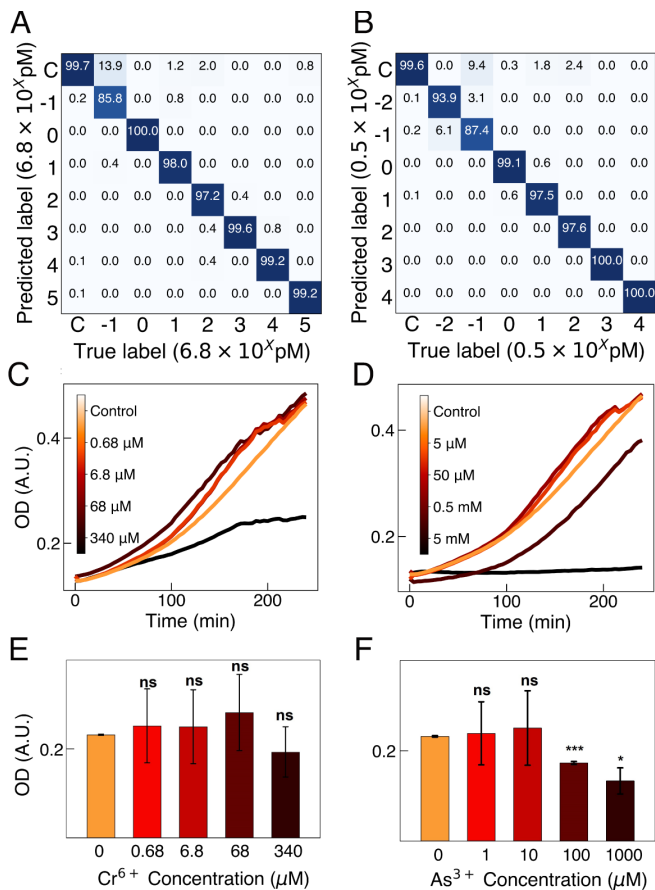 A
Predicted label (6.8 × 10^X pM)
C 99.7 13.9 0.0 1.2 2.0 0.0 0.0 0.8
-1 0.2 85.8 0.0 0.8 0.0 0.0 0.0 0.0
0 0.0 0.0 100.0 0.0 0.0 0.0 0.0 0.0
1 0.0 0.4 0.0 98.0 0.0 0.0 0.0 0.0
2 0.0 0.0 0.0 0.0 97.2 0.4 0.0 0.0
3 0.0 0.0 0.0 0.0 0.4 99.6 0.8 0.0
4 0.1 0.0 0.0 0.0 0.4 0.0 99.2 0.0
5 0.1 0.0 0.0 0.0 0.0 0.0 0.0 99.2
C -1 0 1 2 3 4 5
True label (6.8 × 10^X pM)
B
Predicted label (0.5 × 10^X pM)
C 99.6 0.0 9.4 0.3 1.8 2.4 0.0 0.0
-2 0.1 93.9 3.1 0.0 0.0 0.0 0.0 0.0
-1 0.2 6.1 87.4 0.0 0.0 0.0 0.0 0.0
0 0.0 0.0 0.0 99.1 0.6 0.0 0.0 0.0
1 0.1 0.0 0.0 0.6 97.5 0.0 0.0 0.0
2 0.0 0.0 0.0 0.0 0.0 97.6 0.0 0.0
3 0.0 0.0 0.0 0.0 0.0 0.0 100.0 0.0
4 0.0 0.0 0.0 0.0 0.0 0.0 0.0 100.0
C -2 -1 0 1 2 3 4
True label (0.5 × 10^X pM)
C
OD (A.U.)
0.4
0.2
Control
0.68 μM
6.8 μM
68 μM
340 μM
0 100 200
Time (min)
D
0.4
0.2
Control
5 μM
50 μM
0.5 mM
5 mM
0 100 200
Time (min)
E
OD (A.U.)
0.2
ns ns ns ns
0 0.68 6.8 68 340
Cr⁶⁺ Concentration (μM)
F
0.2
ns ns *** *
0 1 10 100 1000
As³⁺ Concentration (μM)